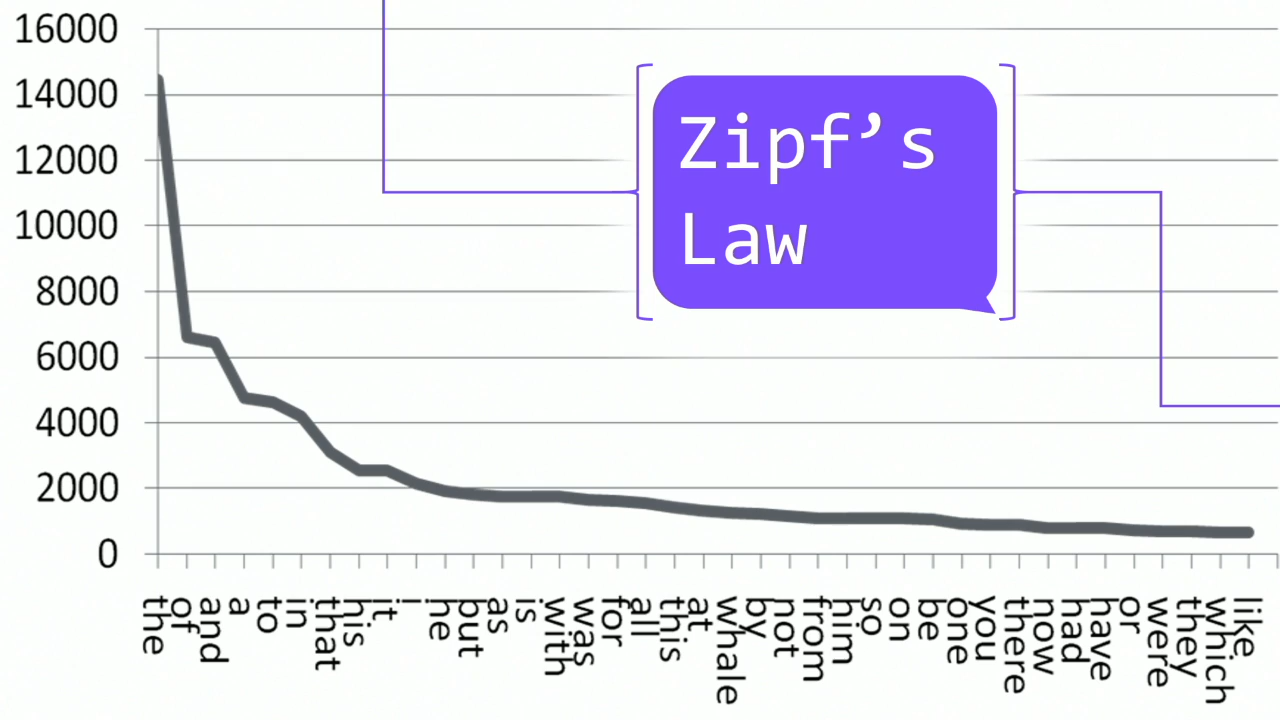 16000
14000
12000
10000
8000
6000
4000
2000
0
Zipf’s
Law
the
of
and
a
to
in
that
his
it
i
he
but
as
is
with
was
for
all
this
at
whale
by
not
from
him
so
on
be
one
you
there
now
had
have
or
were
they
which
like